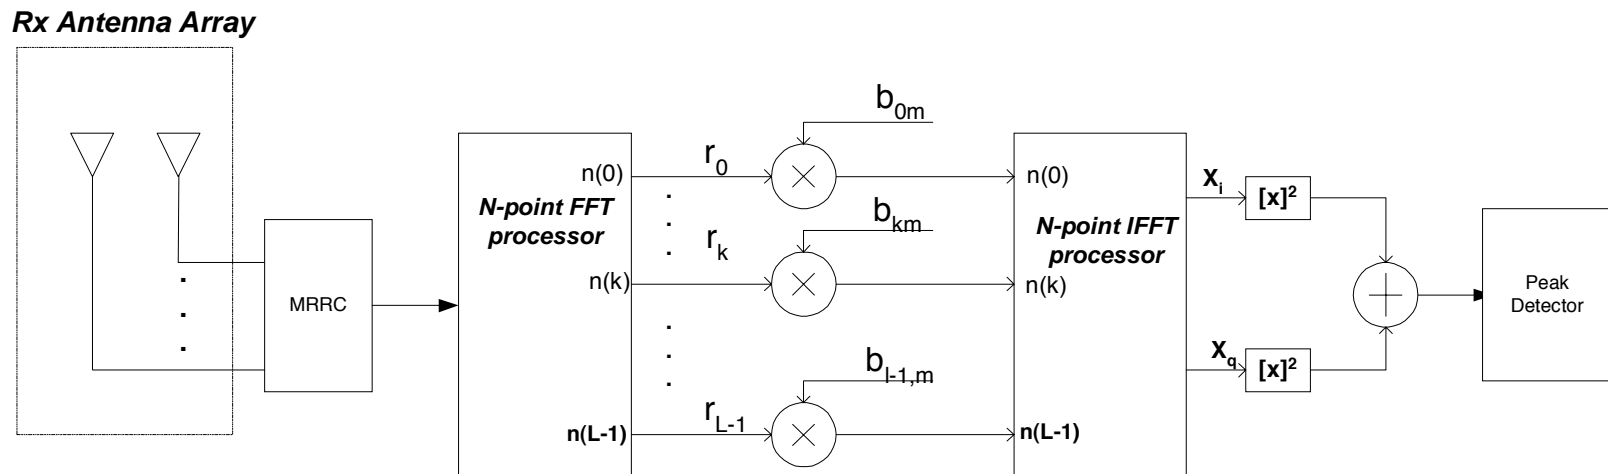 Rx Antenna Array
MRRC
N-point FFT
processor
n(0)
n(k)
n(L-1)
r0
rk
rL-1
b0m
bkm
bl-1,m
n(0)
N-point IFFT
processor
n(k)
n(L-1)
Xi
[x]²
Xq
[x]²
Peak
Detector